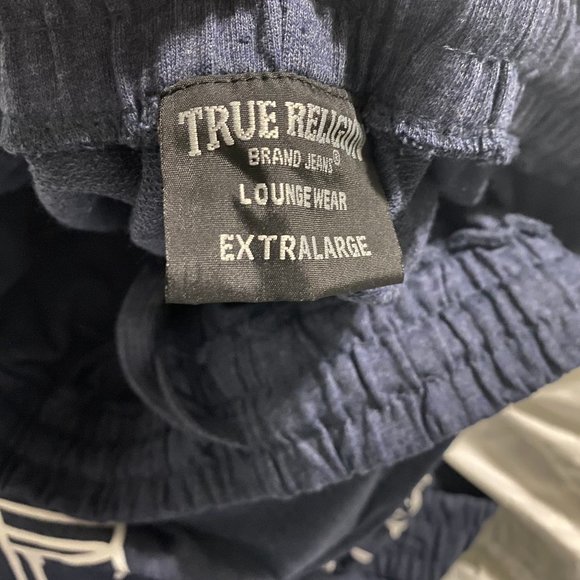 TRUE RELIGION
BRAND JEANS®
LOUNGEWEAR
EXTRALARGE